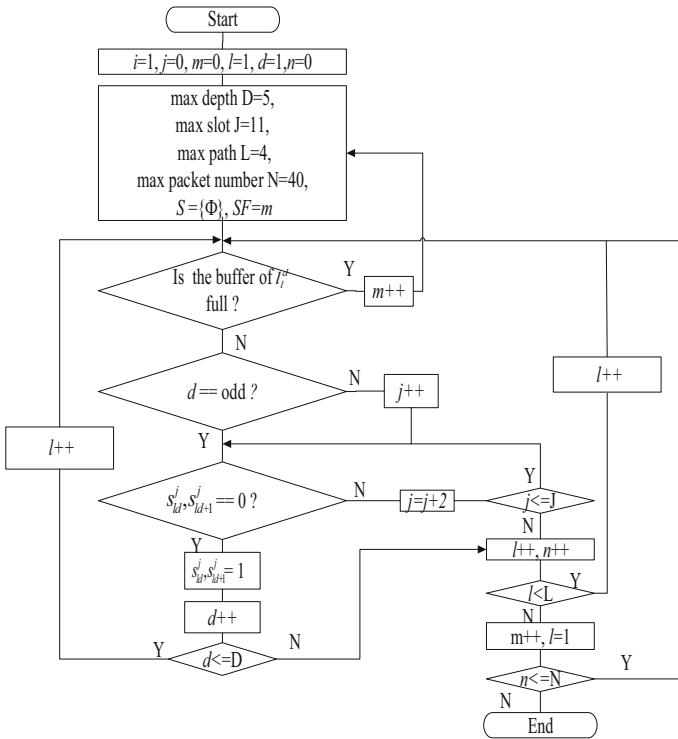 Start
i=1, j=0, m=0, l=1, d=1,n=0
max depth D=5,
max slot J=11,
max path L=4,
max packet number N=40,
S ={Φ}, SF=m
Is the buffer of l_l^d
full ?
Y
m++
N
d == odd ?
N
j++
l++
l++
Y
Y
s_{ld}^j, s_{ld+1}^j == 0 ?
N
j=j+2
j<=J
N
Y
s_{ld}^j, s_{ld+1}^j = 1
l++, n++
l<L
Y
d++
N
m++, l=1
Y
d<=D
N
n<=N
Y
N
End